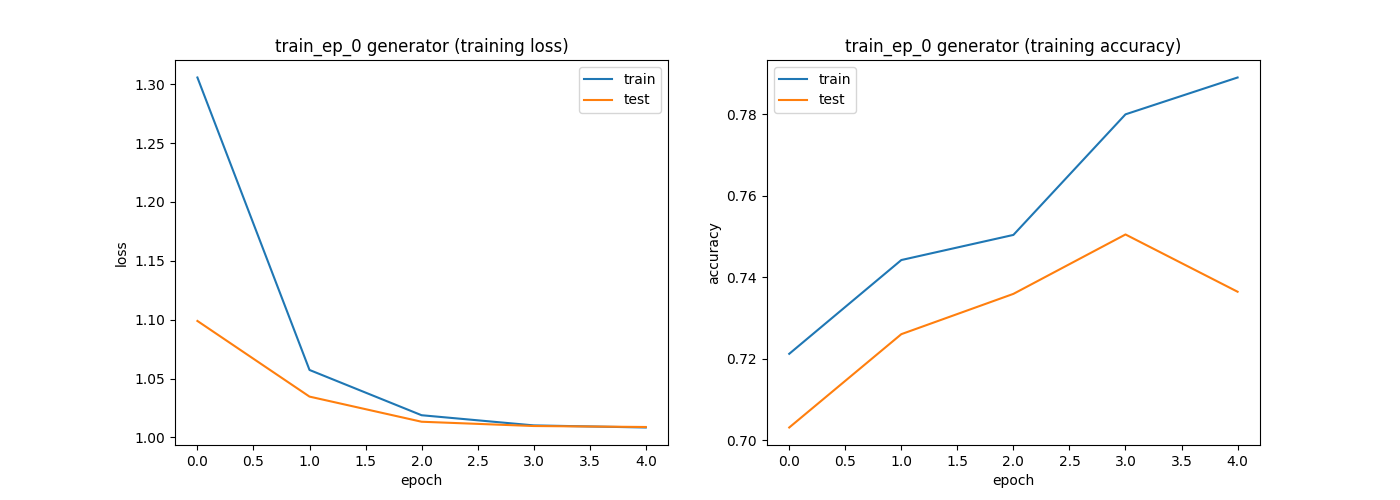 train_ep_0 generator (training loss)
train
test
1.30
1.25
1.20
1.15
1.10
1.05
1.00
loss
0.0 0.5 1.0 1.5 2.0 2.5 3.0 3.5 4.0
epoch
train_ep_0 generator (training accuracy)
train
test
0.78
0.76
0.74
0.72
0.70
accuracy
0.0 0.5 1.0 1.5 2.0 2.5 3.0 3.5 4.0
epoch